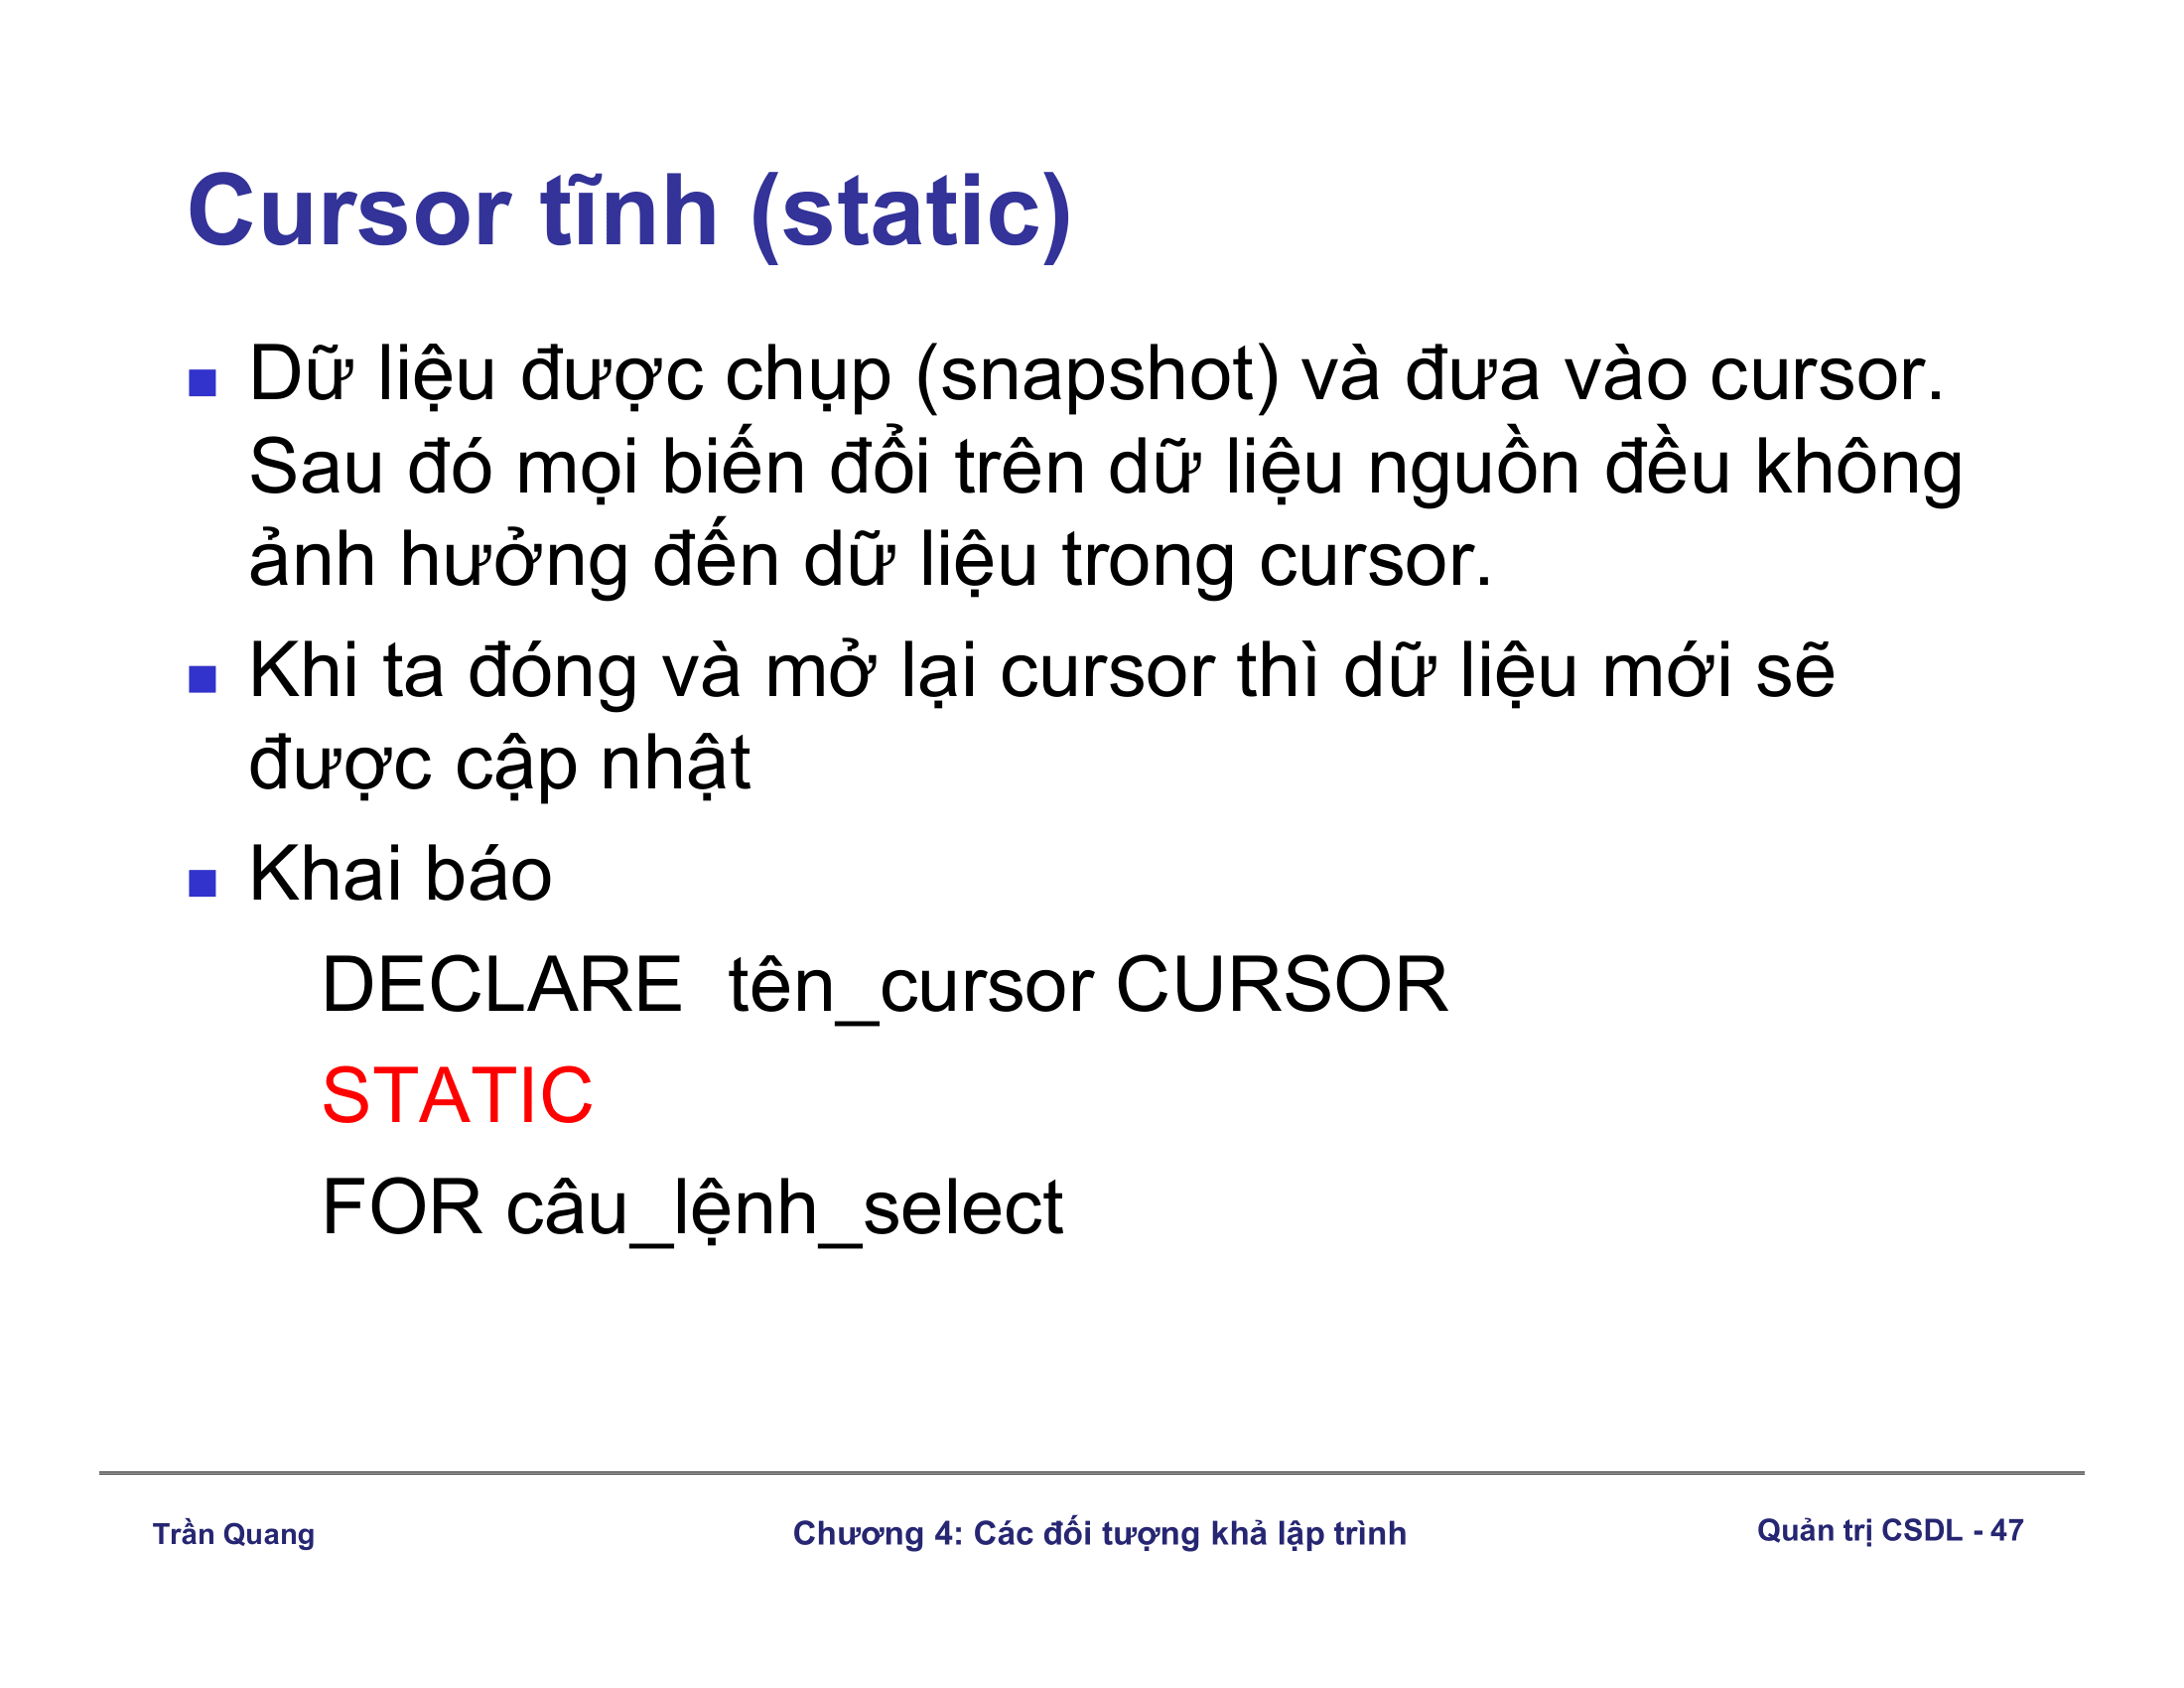 Cursor tĩnh (static)
Dữ liệu được chụp (snapshot) và đưa vào cursor.
Sau đó mọi biến đổi trên dữ liệu nguồn đều không
ảnh hưởng đến dữ liệu trong cursor.
Khi ta đóng và mở lại cursor thì dữ liệu mới sẽ
được cập nhật
Khai báo
DECLARE  tên_cursor CURSOR
STATIC
FOR câu_lệnh_select
Trần Quang
Chương 4: Các đối tượng khả lập trình
Quản trị CSDL - 47